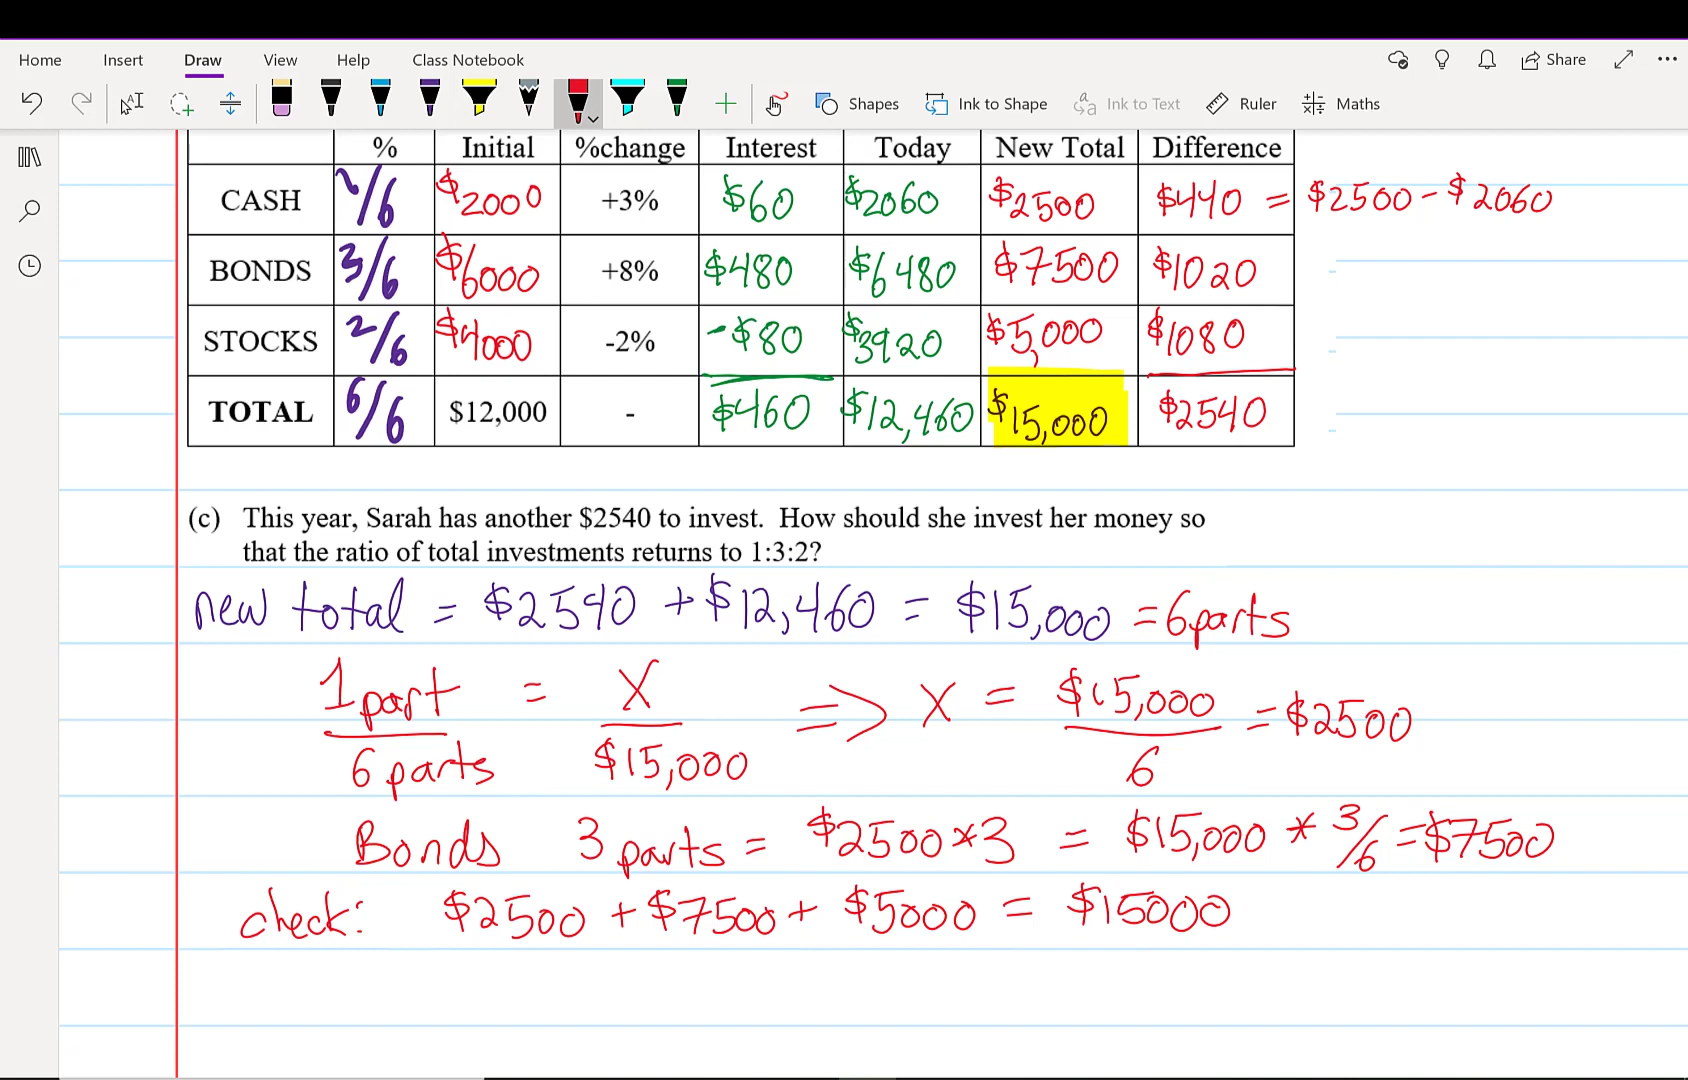 Home Insert Draw View Help Class Notebook Share
Shapes Ink to Shape Ink to Text Ruler Maths
% Initial %change Interest Today New Total Difference
CASH 1/6 $2000 +3% $60 $2060 $2500 $440 = $2500 - $2060
BONDS 3/6 $6000 +8% $480 $6480 $7500 $1020
STOCKS 2/6 $4000 -2% -$80 $3920 $5,000 $1080
TOTAL 6/6 $12,000 - $460 $12,460 $15,000 $2540
(c) This year, Sarah has another $2540 to invest. How should she invest her money so
that the ratio of total investments returns to 1:3:2?
new total = $2540 + $12,460 = $15,000 = 6 parts
1 part = X => X = $15,000 = $2500
6 parts $15,000 6
Bonds 3 parts = $2500*3 = $15,000 * 3/6 = $7500
check: $2500 + $7500 + $5000 = $15000